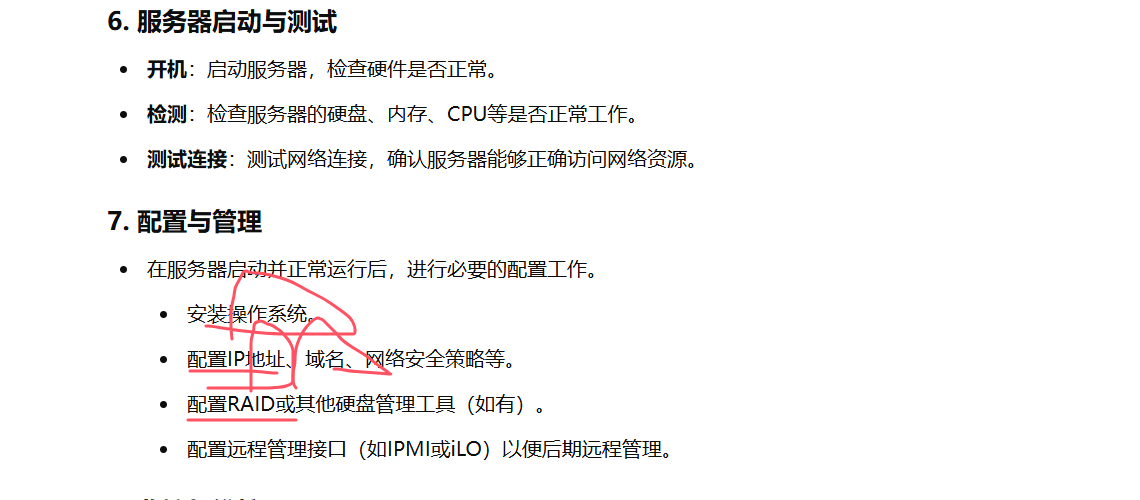 6. 服务器启动与测试
开机：启动服务器，检查硬件是否正常。
检测：检查服务器的硬盘、内存、CPU等是否正常工作。
测试连接：测试网络连接，确认服务器能够正确访问网络资源。
7. 配置与管理
在服务器启动并正常运行后，进行必要的配置工作。
安装操作系统。
配置IP地址、域名、网络安全策略等。
配置RAID或其他硬盘管理工具（如有）。
配置远程管理接口（如IPMI或iLO）以便后期远程管理。